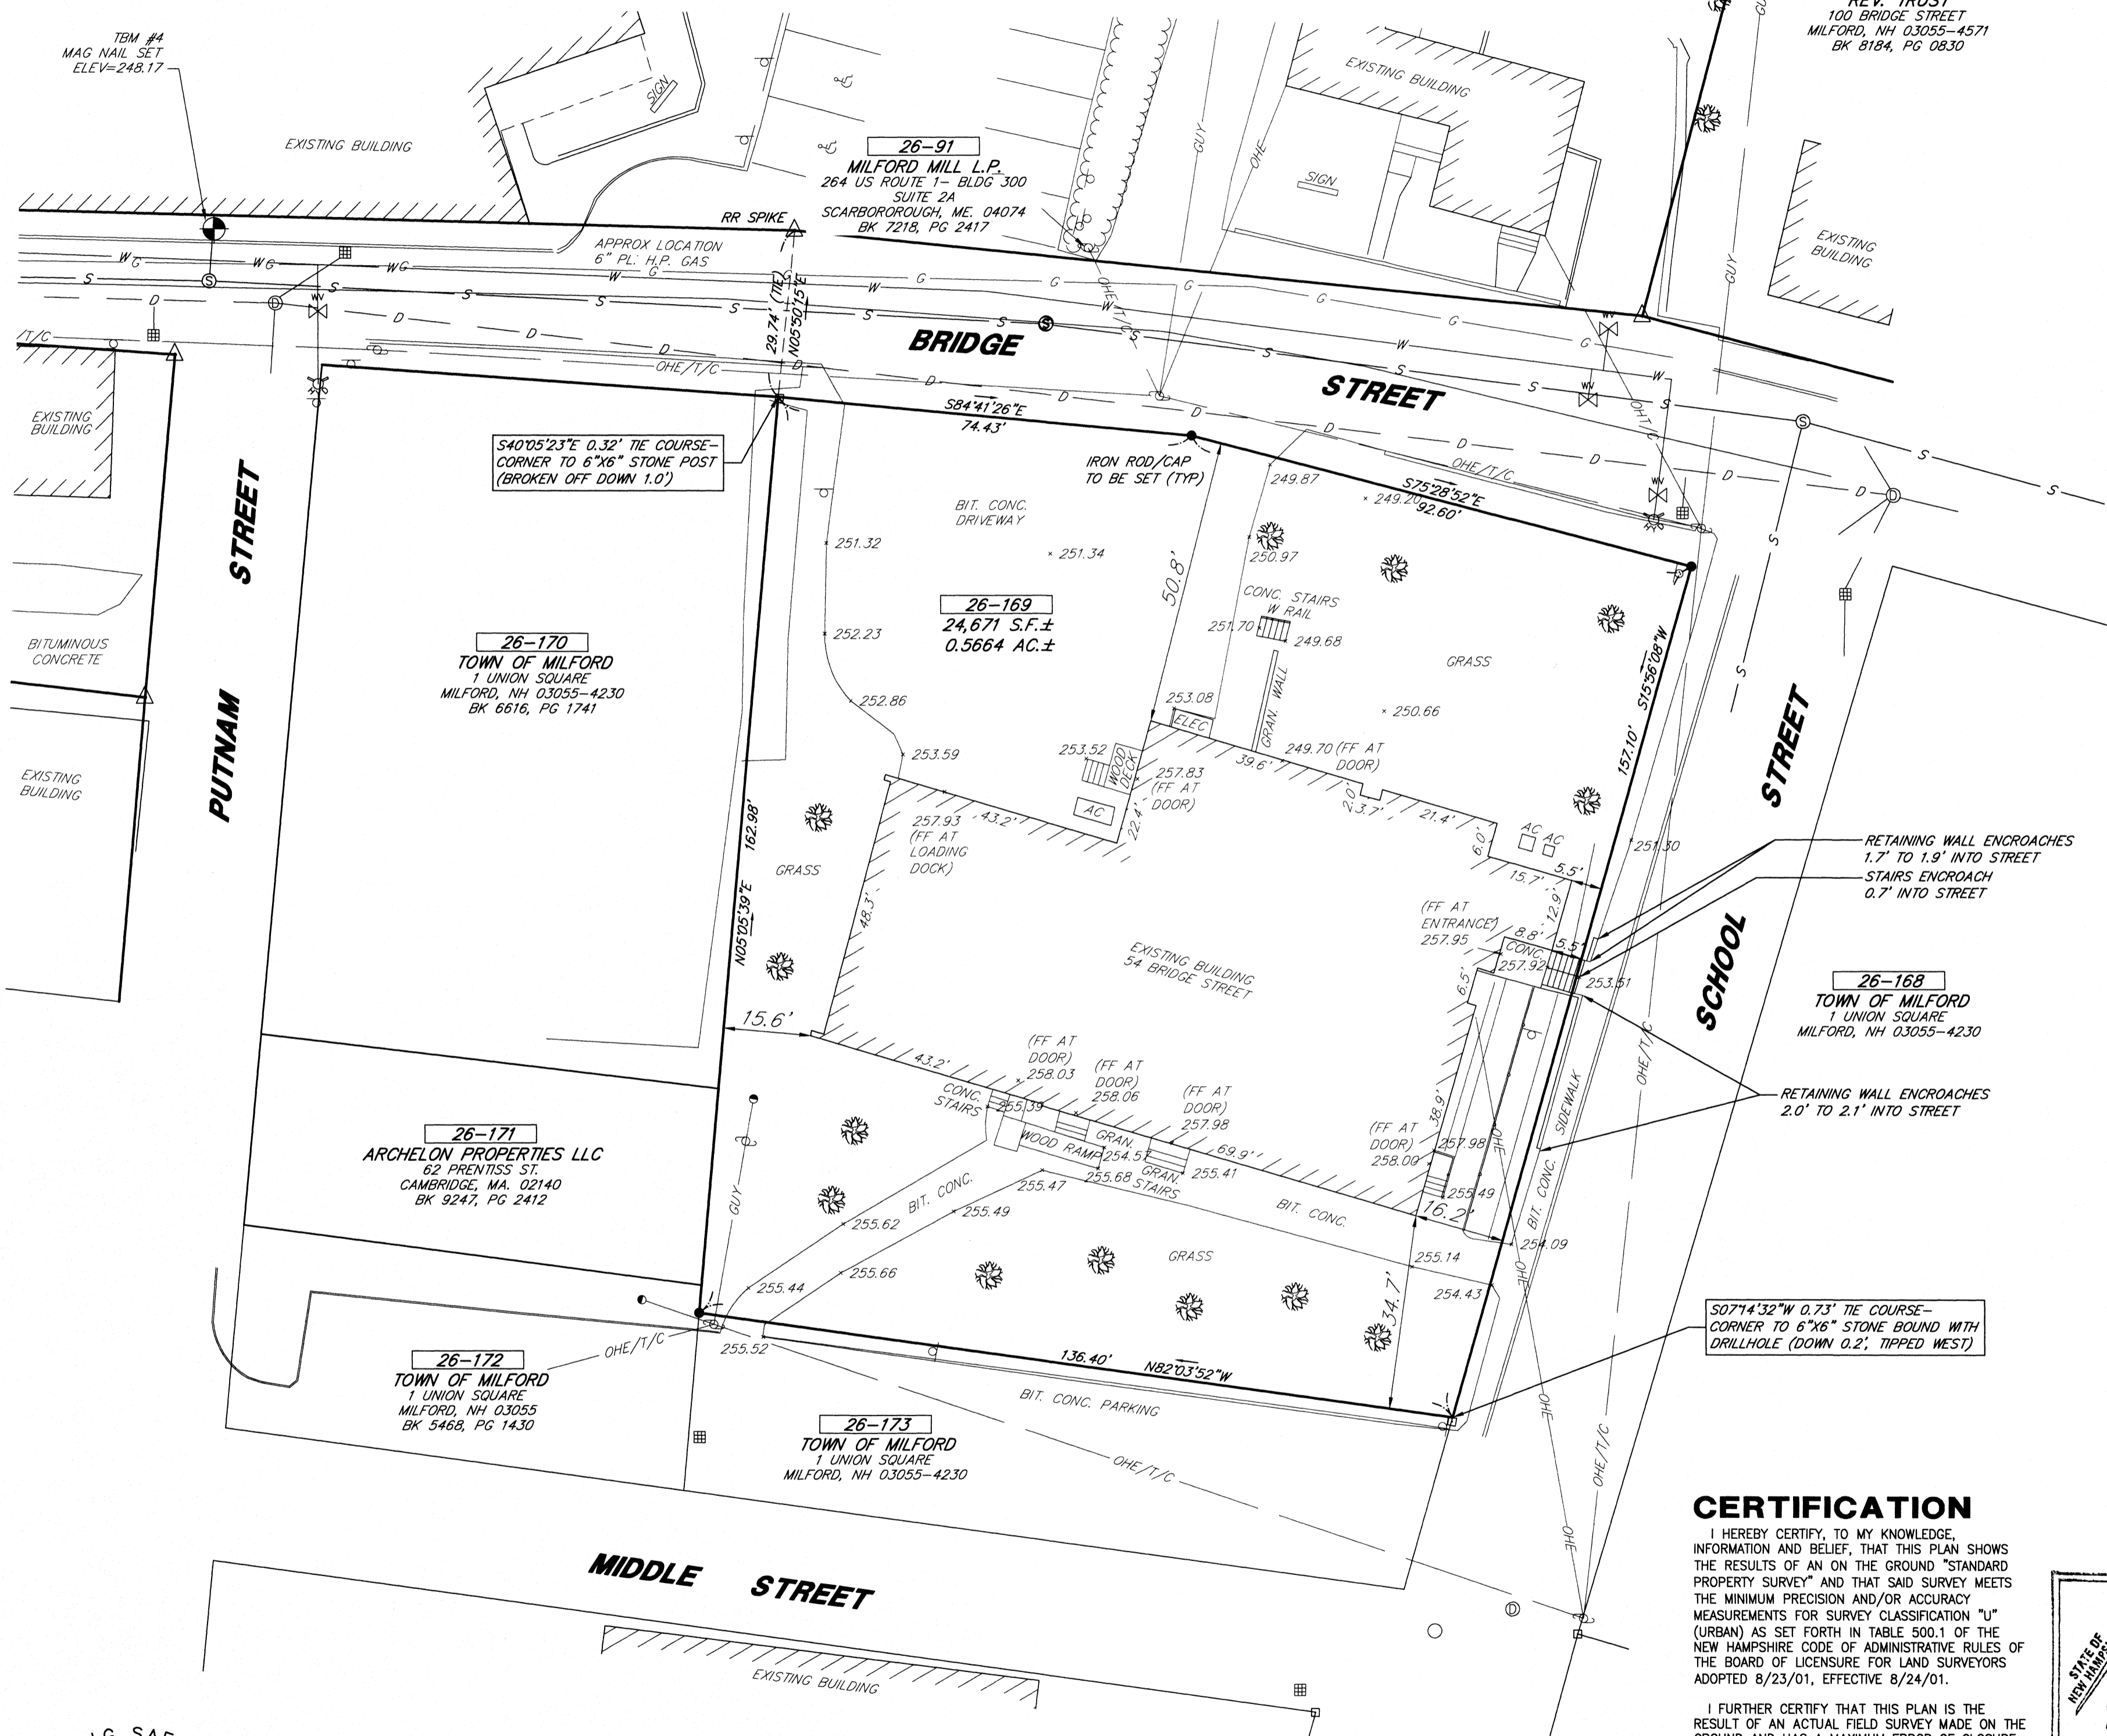 TBM #4
MAG NAIL SET
ELEV=248.17
EXISTING BUILDING
SIGN
26-91
MILFORD MILL L.P.
264 US ROUTE 1- BLDG 300
SUITE 2A
SCARBOROROUGH, ME. 04074
BK 7218, PG 2417
GUY
OHE
EXISTING BUILDING
SIGN
REV. TRUST
100 BRIDGE STREET
MILFORD, NH 03055-4571
BK 8184, PG 0830
GUY
EXISTING
BUILDING
RR SPIKE
APPROX LOCATION
6" PL. H.P. GAS
29.74' (TIE)
N05°50'15"E
OHE/T/C
BRIDGE
STREET
OHE/T/C
S84°41'26"E
74.43'
OHE/T/C
OH/T/C
S75°28'52"E
92.60'
S40°05'23"E 0.32' TIE COURSE-
CORNER TO 6"X6" STONE POST
(BROKEN OFF DOWN 1.0')
IRON ROD/CAP
TO BE SET (TYP)
/T/C
EXISTING
BUILDING
BITUMINOUS
CONCRETE
EXISTING
BUILDING
PUTNAM
STREET
26-170
TOWN OF MILFORD
1 UNION SQUARE
MILFORD, NH 03055-4230
BK 6616, PG 1741
BIT. CONC.
DRIVEWAY
251.32
251.34
252.23
252.86
253.59
26-169
24,671 S.F.±
0.5664 AC.±
50.8'
249.87
249.20
250.97
CONC. STAIRS
W RAIL
251.70
249.68
GRASS
250.66
GRAN. WALL
253.08
ELEC
253.52
WOOD
DECK
AC
257.83
(FF AT
DOOR)
22.4'
39.6'
249.70 (FF AT
DOOR)
2.0'
3.7'
21.4'
6.0'
AC
AC
15.7'
5.5'
12.9'
S15°56'08"W
157.10'
251.30
SCHOOL
STREET
RETAINING WALL ENCROACHES
1.7' TO 1.9' INTO STREET
STAIRS ENCROACH
0.7' INTO STREET
257.93
(FF AT
LOADING
DOCK)
43.2'
48.3'
GRASS
N05°05'39"E
162.98'
15.6'
EXISTING BUILDING
54 BRIDGE STREET
(FF AT
ENTRANCE)
257.95
8.8'
CONC.
257.92
5.5'
6.5'
253.51
26-168
TOWN OF MILFORD
1 UNION SQUARE
MILFORD, NH 03055-4230
RETAINING WALL ENCROACHES
2.0' TO 2.1' INTO STREET
OHE/T/C
SIDEWALK
BIT. CONC.
OHE
43.2'
(FF AT
DOOR)
258.03
(FF AT
DOOR)
258.06
(FF AT
DOOR)
257.98
CONC.
STAIRS
255.39
WOOD RAMP
GRAN.
254.57
255.68
GRAN.
STAIRS
255.41
69.9'
(FF AT
DOOR)
258.00
257.98
38.9'
255.49
16.2'
254.09
26-171
ARCHELON PROPERTIES LLC
62 PRENTISS ST.
CAMBRIDGE, MA. 02140
BK 9247, PG 2412
GUY
BIT. CONC.
255.47
255.62
255.49
255.66
255.44
255.52
BIT. CONC.
GRASS
255.14
254.43
34.7'
OHE
S07°14'32"W 0.73' TIE COURSE-
CORNER TO 6"X6" STONE BOUND WITH
DRILLHOLE (DOWN 0.2', TIPPED WEST)
26-172
TOWN OF MILFORD
1 UNION SQUARE
MILFORD, NH 03055
BK 5468, PG 1430
OHE/T/C
136.40'
N82°03'52"W
BIT. CONC. PARKING
26-173
TOWN OF MILFORD
1 UNION SQUARE
MILFORD, NH 03055-4230
OHE/T/C
OHE
OHE/T/C
OHE
MIDDLE STREET
EXISTING BUILDING
CERTIFICATION
I HEREBY CERTIFY, TO MY KNOWLEDGE,
INFORMATION AND BELIEF, THAT THIS PLAN SHOWS
THE RESULTS OF AN ON THE GROUND "STANDARD
PROPERTY SURVEY" AND THAT SAID SURVEY MEETS
THE MINIMUM PRECISION AND/OR ACCURACY
MEASUREMENTS FOR SURVEY CLASSIFICATION "U"
(URBAN) AS SET FORTH IN TABLE 500.1 OF THE
NEW HAMPSHIRE CODE OF ADMINISTRATIVE RULES OF
THE BOARD OF LICENSURE FOR LAND SURVEYORS
ADOPTED 8/23/01, EFFECTIVE 8/24/01.
I FURTHER CERTIFY THAT THIS PLAN IS THE
RESULT OF AN ACTUAL FIELD SURVEY MADE ON THE
STATE OF